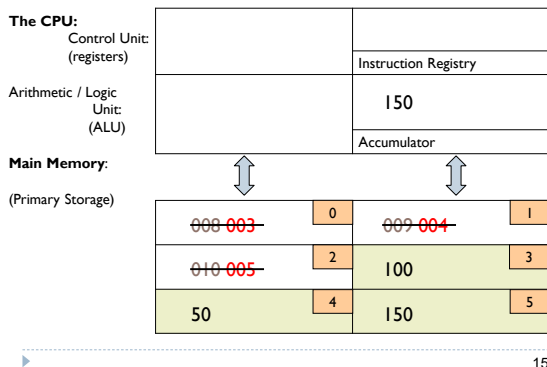 The CPU:
Control Unit:
(registers)
Instruction Registry
Arithmetic / Logic
Unit:
(ALU)
150
Accumulator
Main Memory:
(Primary Storage)
008 003 0
009 004 1
010 005 2
100 3
50 4
150 5
15